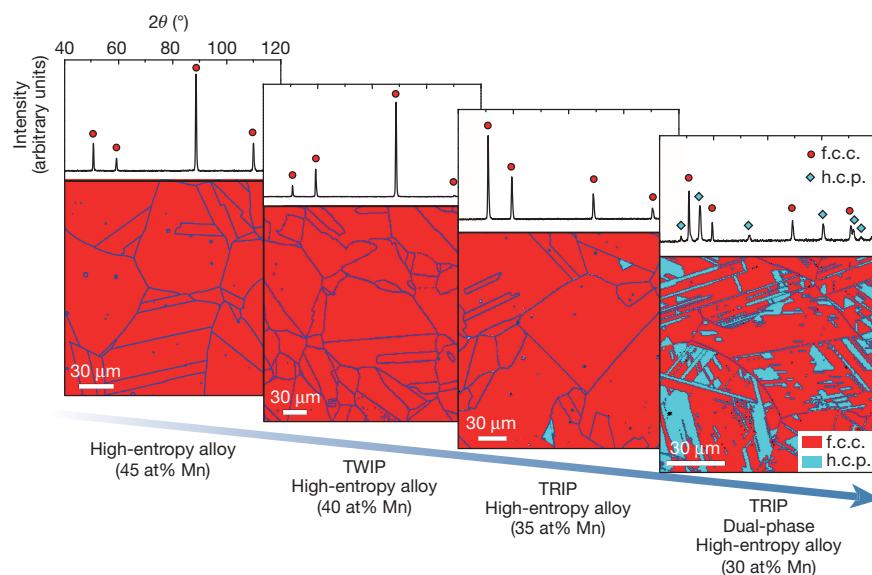 2θ (°)
40 60 80 100 120
Intensity
(arbitrary units)
f.c.c.
h.c.p.
30 μm
30 μm
30 μm
30 μm
f.c.c.
h.c.p.
High-entropy alloy
(45 at% Mn)
TWIP
High-entropy alloy
(40 at% Mn)
TRIP
High-entropy alloy
(35 at% Mn)
TRIP
Dual-phase
High-entropy alloy
(30 at% Mn)